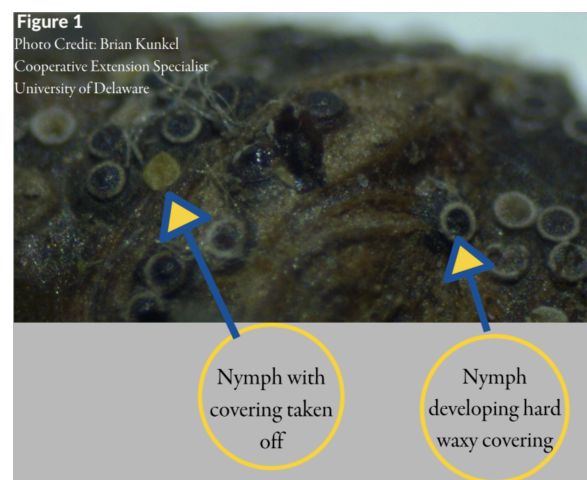 Figure 1
Photo Credit: Brian Kunkel
Cooperative Extension Specialist
University of Delaware
Nymph with
covering taken
off
Nymph
developing hard
waxy covering